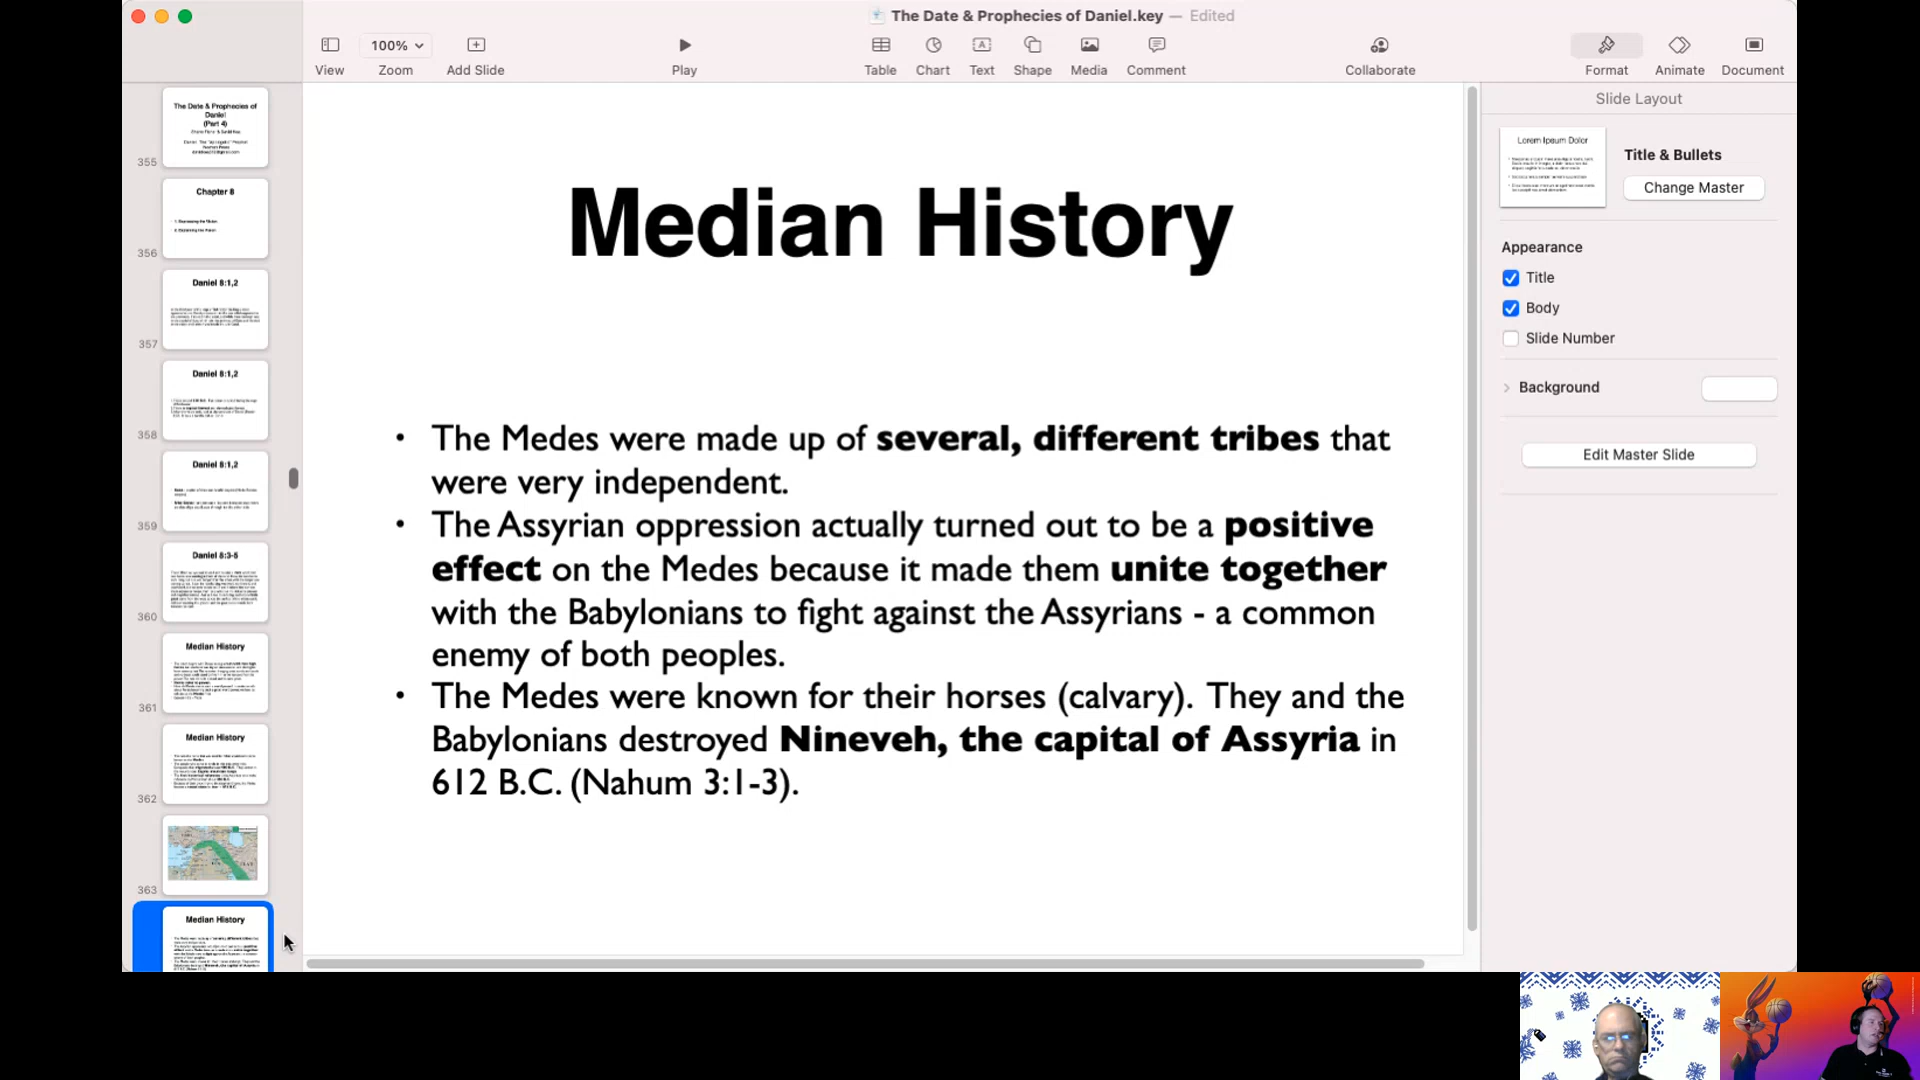 The Date & Prophecies of Daniel.key — Edited
100%
View
Zoom
Add Slide
Play
Table
Chart
Text
Shape
Media
Comment
Collaborate
Format
Animate
Document
The Date & Prophecies of
Daniel
(Part 4)
355
Chapter 8
1. Expressing the Vision
2. Explaining the Vision
356
Daniel 8:1,2
357
Daniel 8:1,2
358
Daniel 8:1,2
359
Daniel 8:3-5
360
Median History
361
Median History
362
363
Median History
Median History
• The Medes were made up of several, different tribes that
were very independent.
• The Assyrian oppression actually turned out to be a positive
effect on the Medes because it made them unite together
with the Babylonians to fight against the Assyrians - a common
enemy of both peoples.
• The Medes were known for their horses (calvary). They and the
Babylonians destroyed Nineveh, the capital of Assyria in
612 B.C. (Nahum 3:1-3).
Slide Layout
Lorem Ipsum Dolor
Title & Bullets
Change Master
Appearance
Title
Body
Slide Number
Background
Edit Master Slide